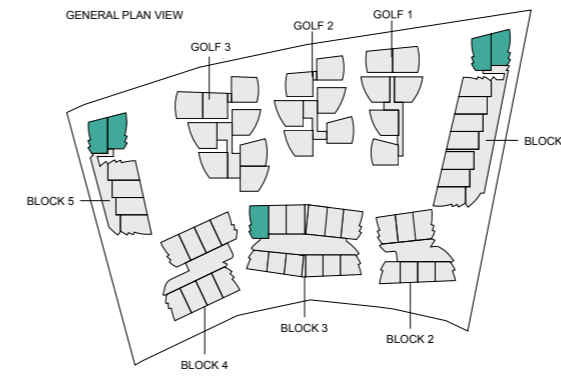 GENERAL PLAN VIEW
GOLF 1
GOLF 2
GOLF 3
BLOCK
BLOCK 5
BLOCK 3
BLOCK 2
BLOCK 4